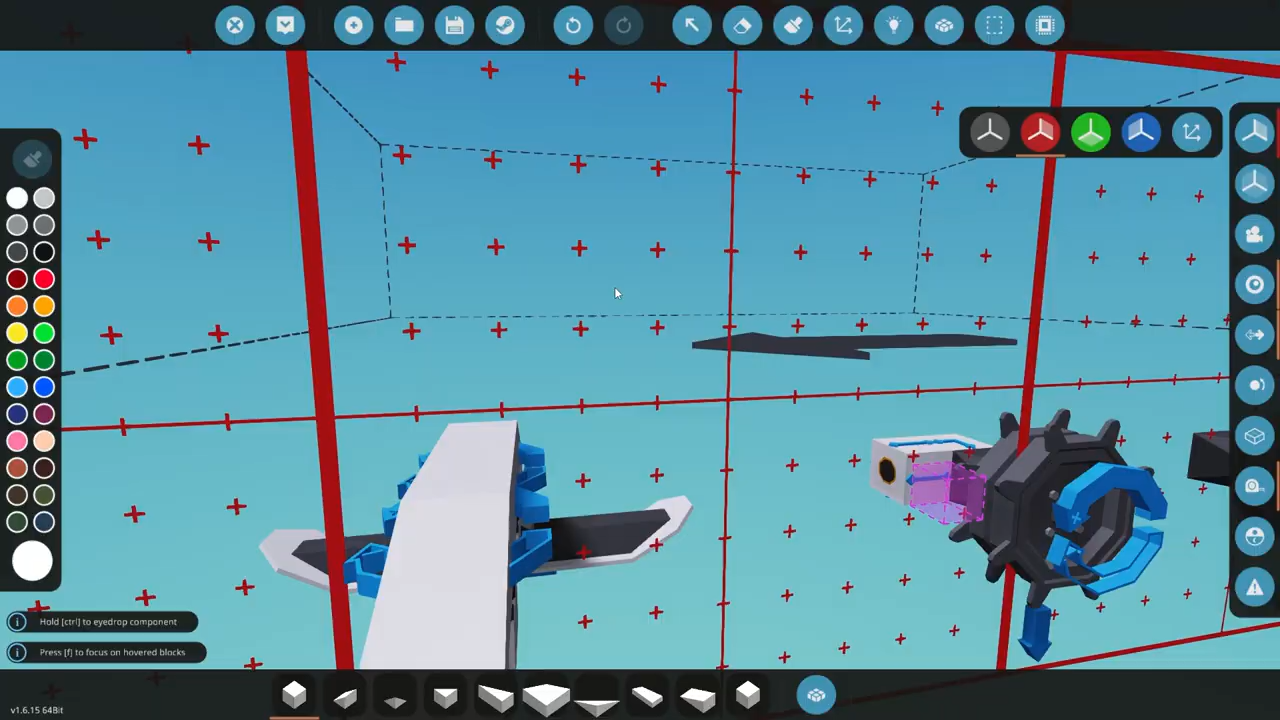 Hold [ctrl] to eyedrop component
Press [f] to focus on hovered blocks
v1.6.15 64Bit